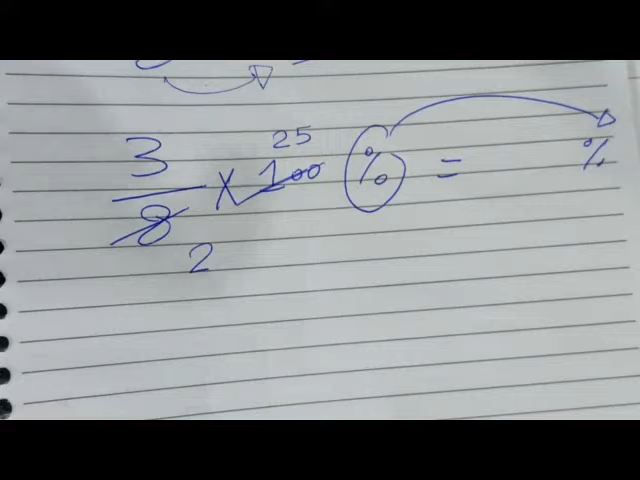 3/8 × 100 % = %
25
2